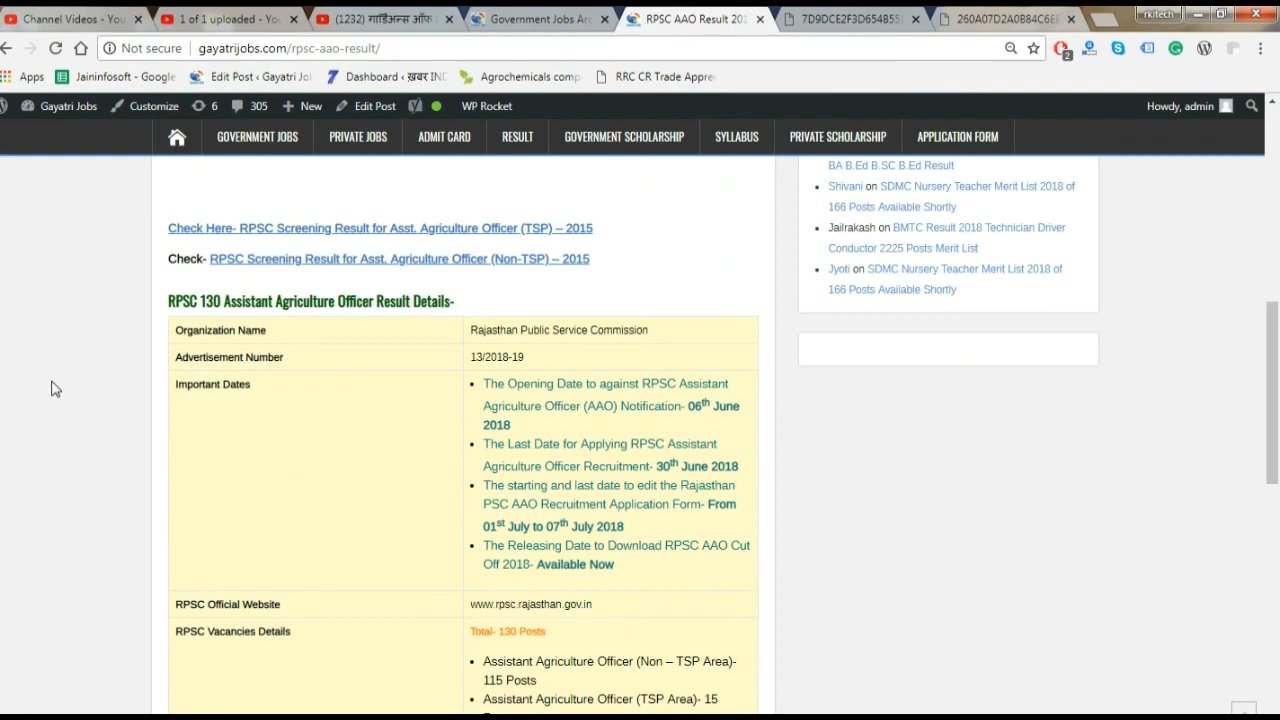 Channel Videos - You
1 of 1 uploaded - You
(1232) गार्डिअन्स ऑफ
Government Jobs Arc
RPSC AAO Result 201
7D9DCE2F3D654855
260A07D2A0B84C6E8
rkitech
Not secure
gayatrijobs.com/rpsc-aao-result/
2
Apps
Jaininfosoft - Google
Edit Post ‹ Gayatri Jol
Dashboard ‹ ख़बर IND
Agrochemicals comp
RRC CR Trade Appre
Gayatri Jobs
Customize
6
305
New
Edit Post
WP Rocket
Howdy, admin
GOVERNMENT JOBS
PRIVATE JOBS
ADMIT CARD
RESULT
GOVERNMENT SCHOLARSHIP
SYLLABUS
PRIVATE SCHOLARSHIP
APPLICATION FORM
Check Here- RPSC Screening Result for Asst. Agriculture Officer (TSP) – 2015
Check- RPSC Screening Result for Asst. Agriculture Officer (Non-TSP) – 2015
RPSC 130 Assistant Agriculture Officer Result Details-
Organization Name
Rajasthan Public Service Commission
Advertisement Number
13/2018-19
Important Dates
The Opening Date to against RPSC Assistant
Agriculture Officer (AAO) Notification- 06th June
2018
The Last Date for Applying RPSC Assistant
Agriculture Officer Recruitment- 30th June 2018
The starting and last date to edit the Rajasthan
PSC AAO Recruitment Application Form- From
01st July to 07th July 2018
The Releasing Date to Download RPSC AAO Cut
Off 2018- Available Now
RPSC Official Website
www.rpsc.rajasthan.gov.in
RPSC Vacancies Details
Total- 130 Posts
Assistant Agriculture Officer (Non – TSP Area)-
115 Posts
Assistant Agriculture Officer (TSP Area)- 15
BA B.Ed B.SC B.Ed Result
Shivani on SDMC Nursery Teacher Merit List 2018 of
166 Posts Available Shortly
Jailrakash on BMTC Result 2018 Technician Driver
Conductor 2225 Posts Merit List
Jyoti on SDMC Nursery Teacher Merit List 2018 of
166 Posts Available Shortly